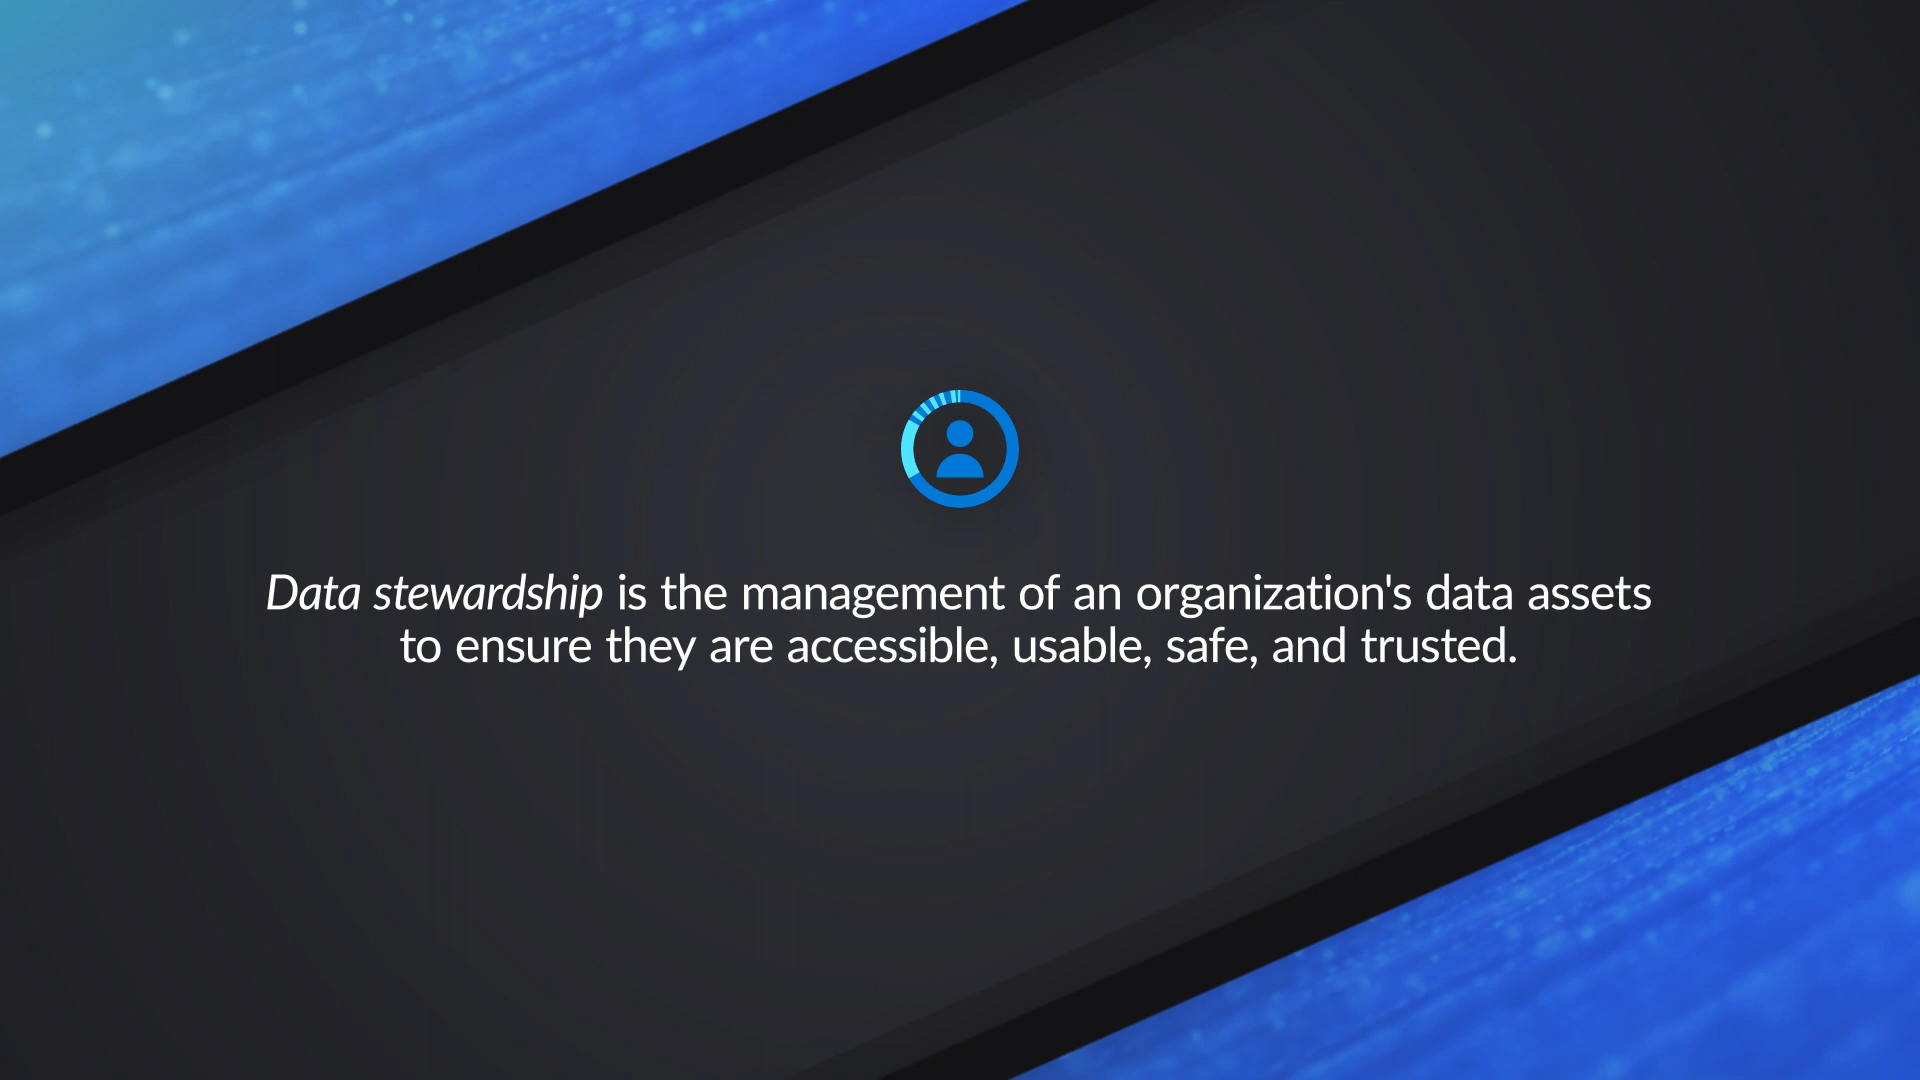 Data stewardship is the management of an organization's data assets
to ensure they are accessible, usable, safe, and trusted.